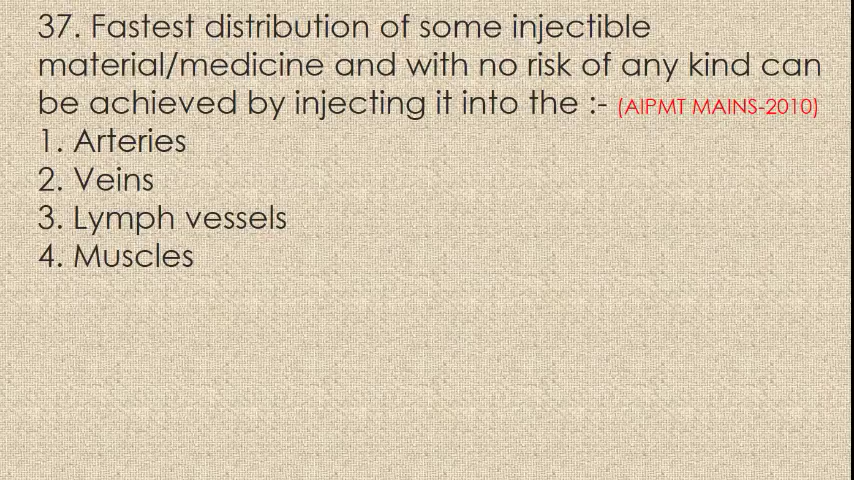 37. Fastest distribution of some injectible
material/medicine and with no risk of any kind can
be achieved by injecting it into the :- (AIPMT MAINS-2010)
1. Arteries
2. Veins
3. Lymph vessels
4. Muscles